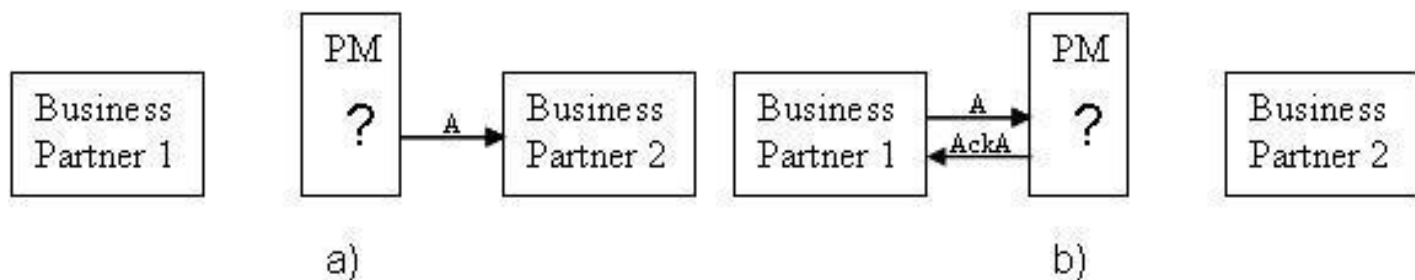 PM
?
Business
Partner 1
A
Business
Partner 2
a)
PM
?
Business
Partner 1
A
AckA
Business
Partner 2
b)